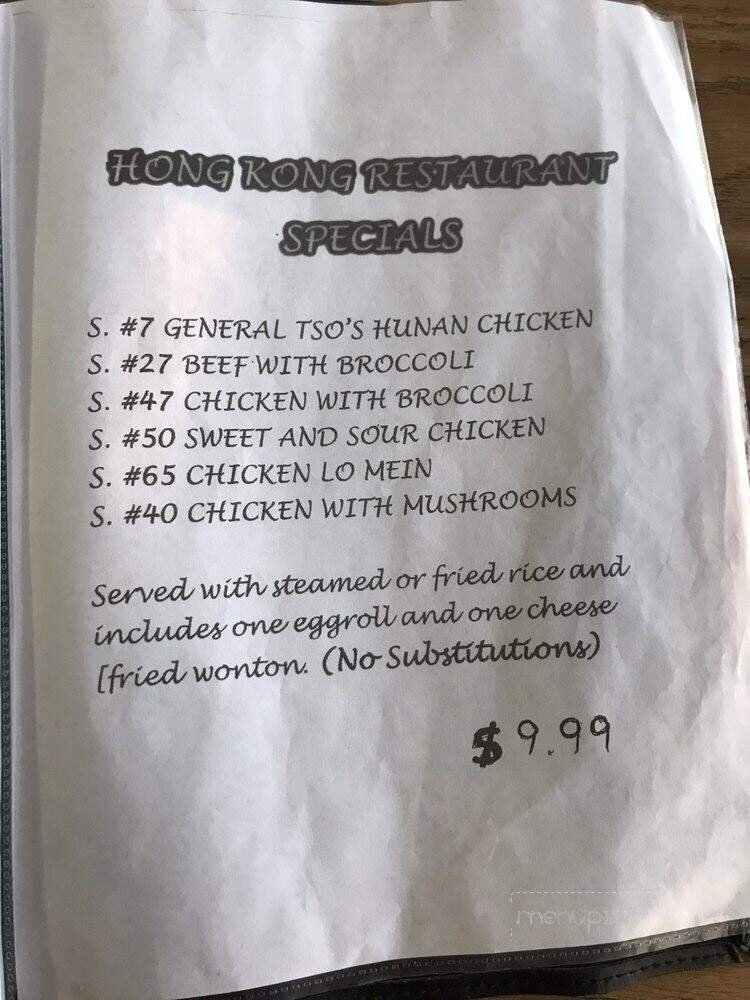 HONG KONG RESTAURANT
SPECIALS
S. #7 GENERAL TSO'S HUNAN CHICKEN
S. #27 BEEF WITH BROCCOLI
S. #47 CHICKEN WITH BROCCOLI
S. #50 SWEET AND SOUR CHICKEN
S. #65 CHICKEN LO MEIN
S. #40 CHICKEN WITH MUSHROOMS
Served with steamed or fried rice and
includes one eggroll and one cheese
[fried wonton. (No Substitutions)
$9.99